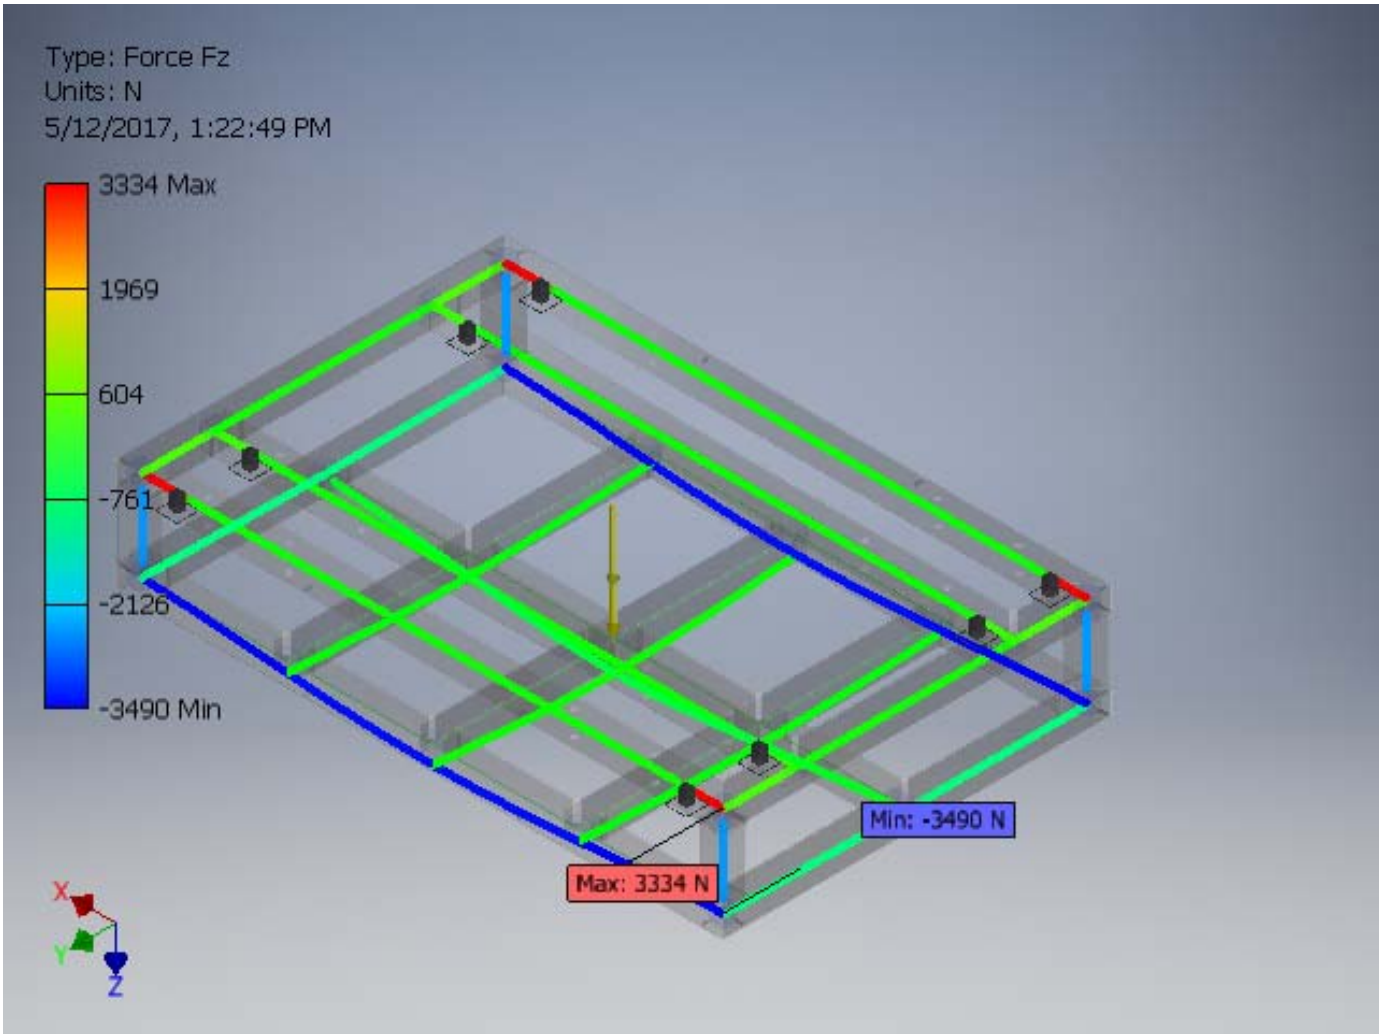 Type: Force Fz
Units: N
5/12/2017, 1:22:49 PM
3334 Max
1969
604
-761
-2126
-3490 Min
Min: -3490 N
Max: 3334 N
X
Y
Z